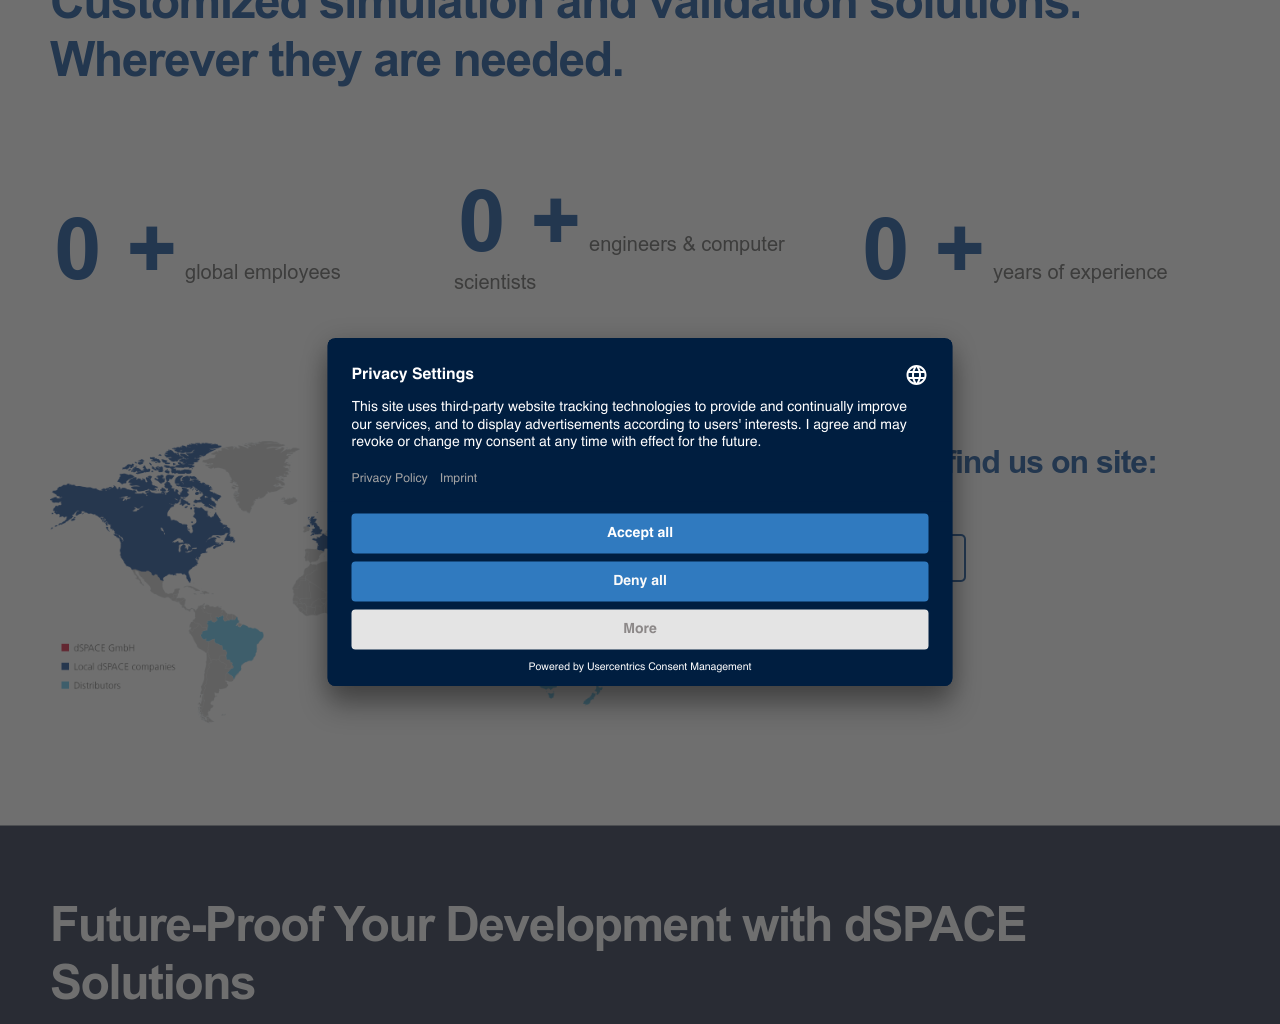 Customized simulation and validation solutions.
Wherever they are needed.
0 + global employees
0 + engineers & computer
scientists
0 + years of experience
Privacy Settings
This site uses third-party website tracking technologies to provide and continually improve
our services, and to display advertisements according to users' interests. I agree and may
revoke or change my consent at any time with effect for the future.
Privacy Policy Imprint
Accept all
Deny all
More
Powered by Usercentrics Consent Management
find us on site:
dSPACE GmbH
Local dSPACE companies
Distributors
Future-Proof Your Development with dSPACE
Solutions